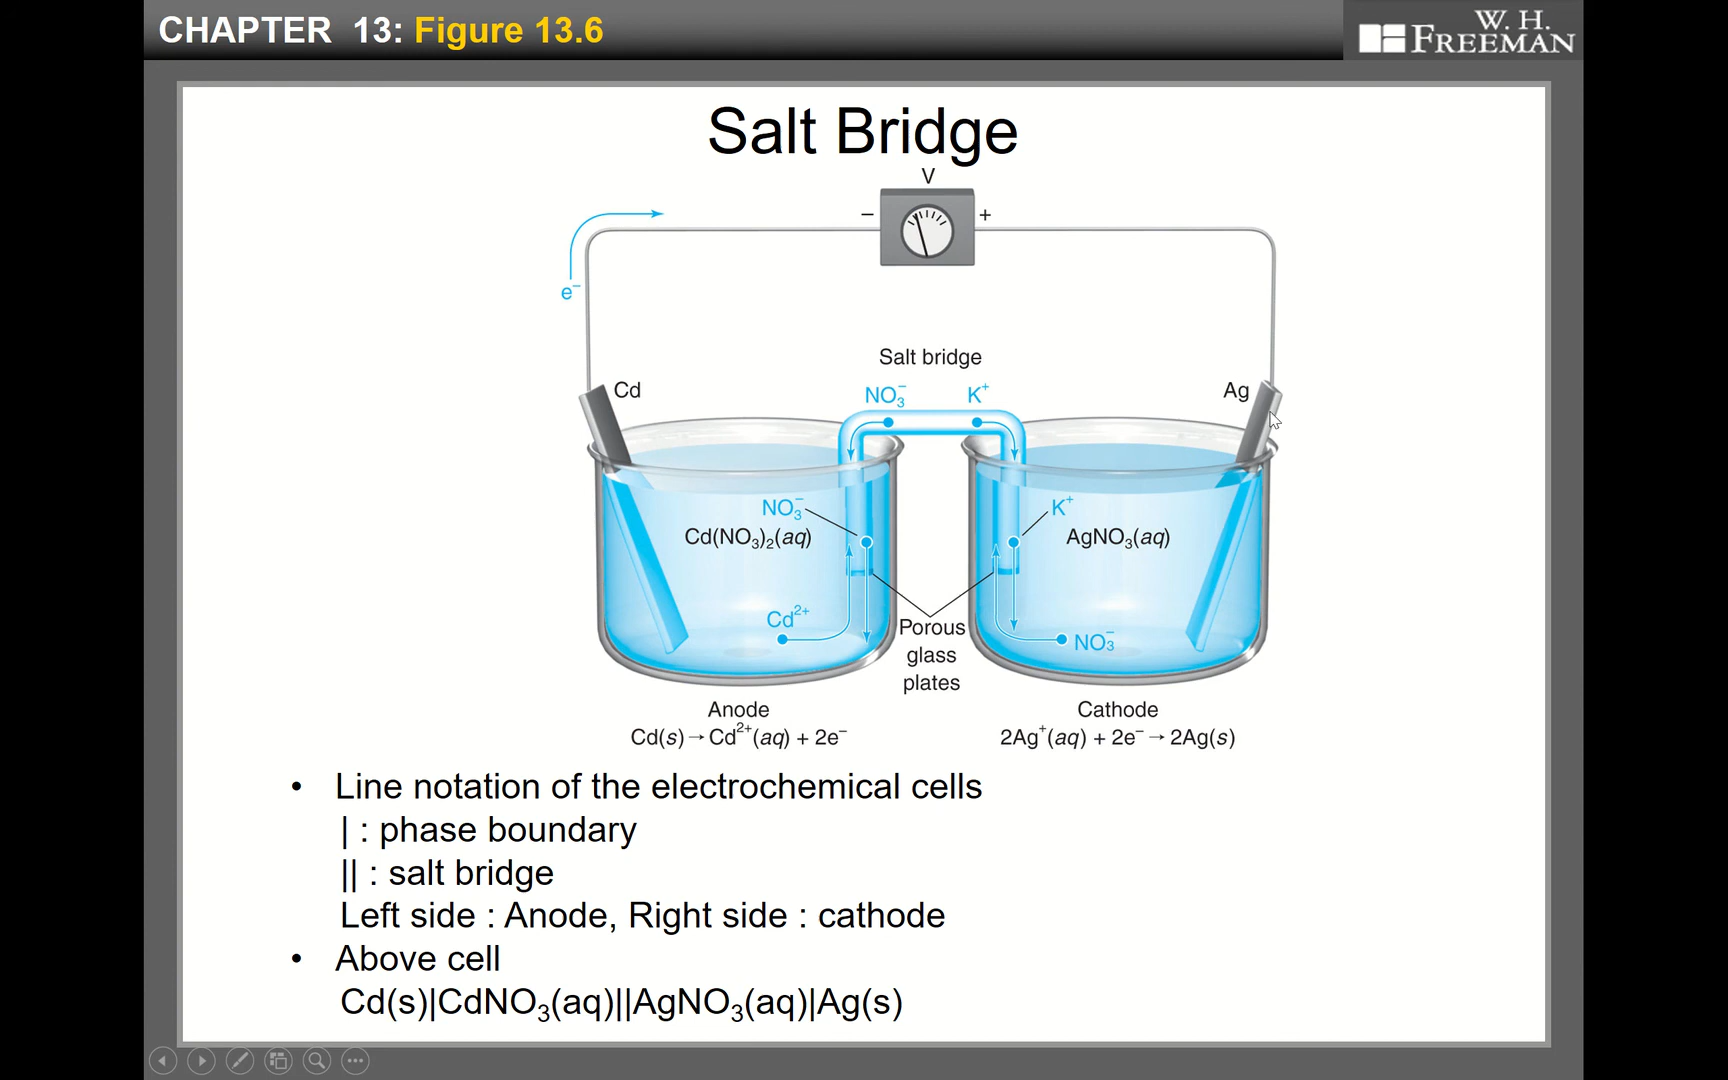 CHAPTER 13: Figure 13.6
W. H.
FREEMAN
Salt Bridge
V
− +
e⁻
Salt bridge
Cd
NO₃⁻ K⁺
Ag
NO₃⁻
Cd(NO₃)₂(aq)
K⁺
AgNO₃(aq)
Cd²⁺
Porous
glass
plates
NO₃⁻
Anode
Cd(s) → Cd²⁺(aq) + 2e⁻
Cathode
2Ag⁺(aq) + 2e⁻ → 2Ag(s)
• Line notation of the electrochemical cells
| : phase boundary
|| : salt bridge
Left side : Anode, Right side : cathode
• Above cell
Cd(s)|CdNO₃(aq)||AgNO₃(aq)|Ag(s)